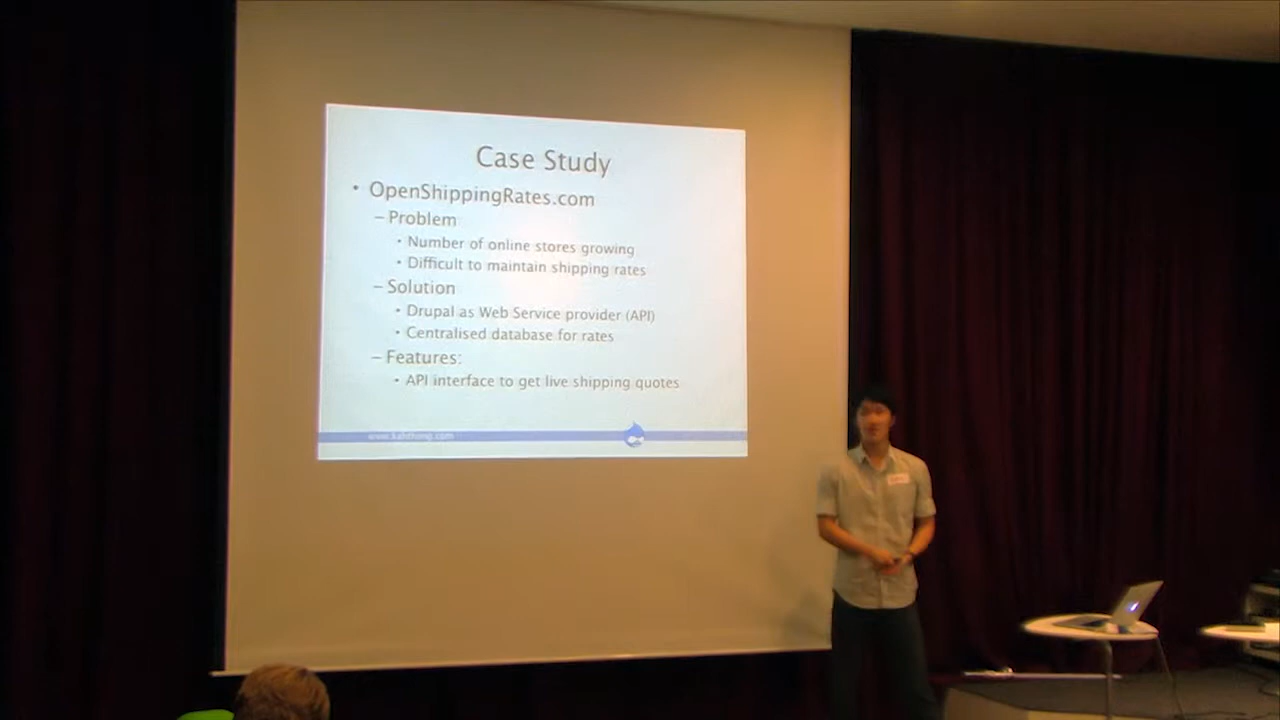 Case Study
• OpenShippingRates.com
– Problem
• Number of online stores growing
• Difficult to maintain shipping rates
– Solution
• Drupal as Web Service provider (API)
• Centralised database for rates
– Features:
• API interface to get live shipping quotes